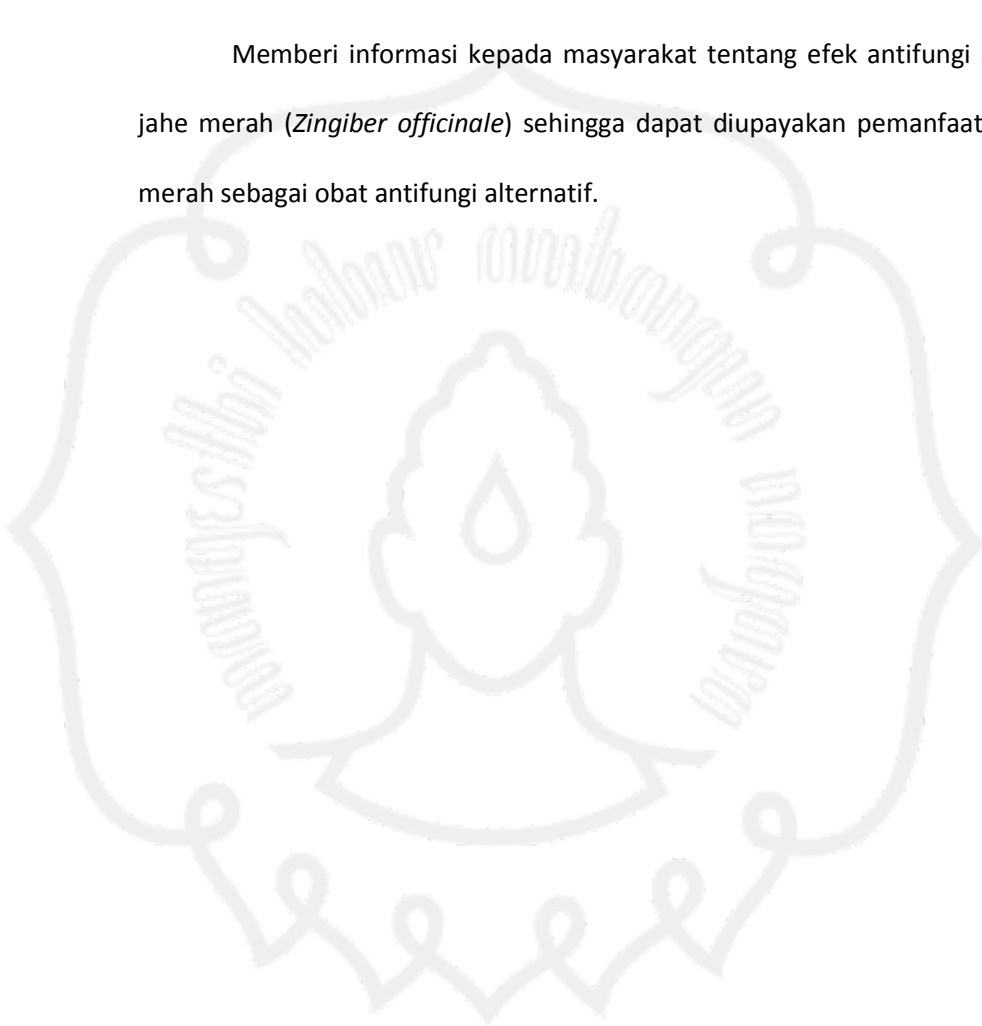 Memberi informasi kepada masyarakat tentang efek antifungi
jahe merah (Zingiber officinale) sehingga dapat diupayakan pemanfaat
merah sebagai obat antifungi alternatif.